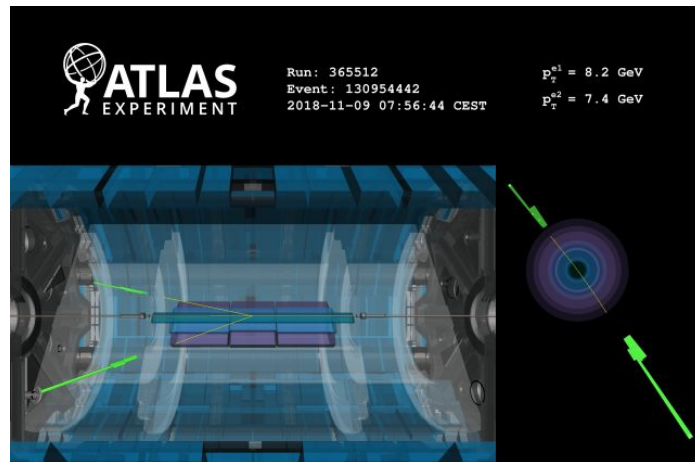 ATLAS
EXPERIMENT
Run: 365512
Event: 130954442
2018-11-09 07:56:44 CEST
p_T^e1 = 8.2 GeV
p_T^e2 = 7.4 GeV